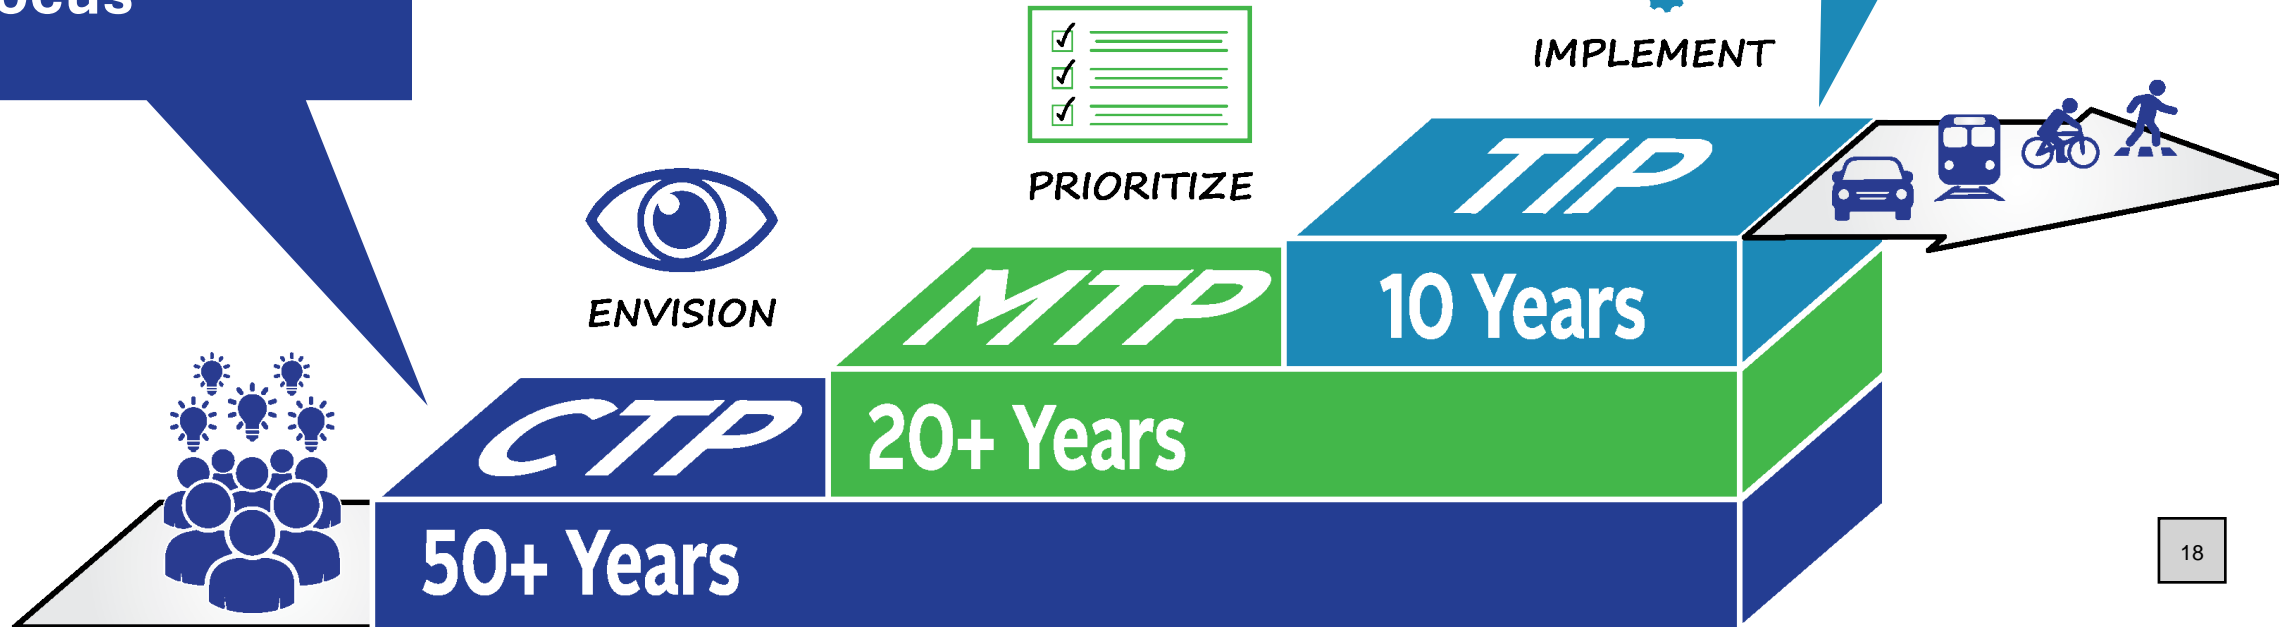 IMPLEMENT
PRIORITIZE
TIP
ENVISION
MTP
10 Years
CTP
20+ Years
50+ Years
18